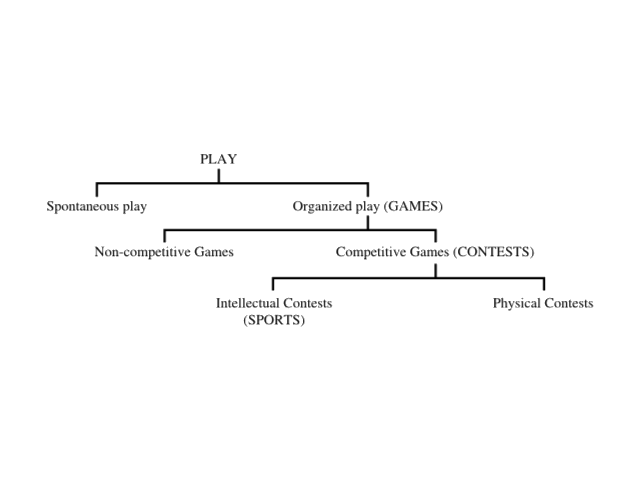 PLAY
Spontaneous play
Organized play (GAMES)
Non-competitive Games
Competitive Games (CONTESTS)
Intellectual Contests
(SPORTS)
Physical Contests